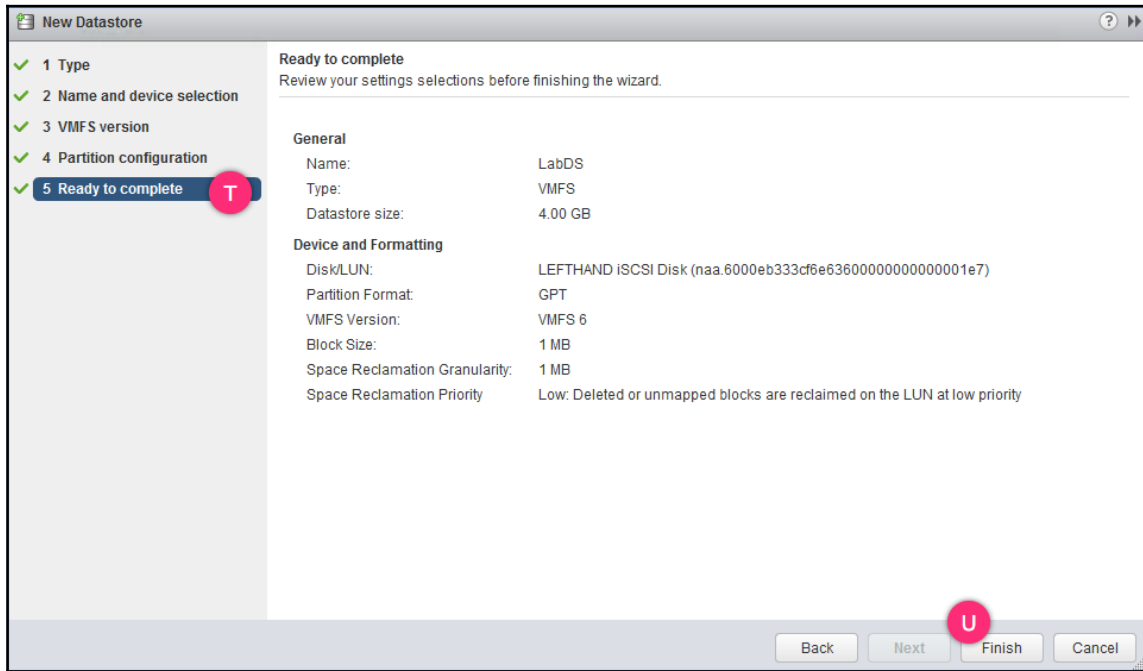 New Datastore
?
1 Type
2 Name and device selection
3 VMFS version
4 Partition configuration
5 Ready to complete
T
Ready to complete
Review your settings selections before finishing the wizard.
General
Name: LabDS
Type: VMFS
Datastore size: 4.00 GB
Device and Formatting
Disk/LUN: LEFTHAND iSCSI Disk (naa.6000eb333cf6e63600000000000001e7)
Partition Format: GPT
VMFS Version: VMFS 6
Block Size: 1 MB
Space Reclamation Granularity: 1 MB
Space Reclamation Priority Low: Deleted or unmapped blocks are reclaimed on the LUN at low priority
U
Back Next Finish Cancel